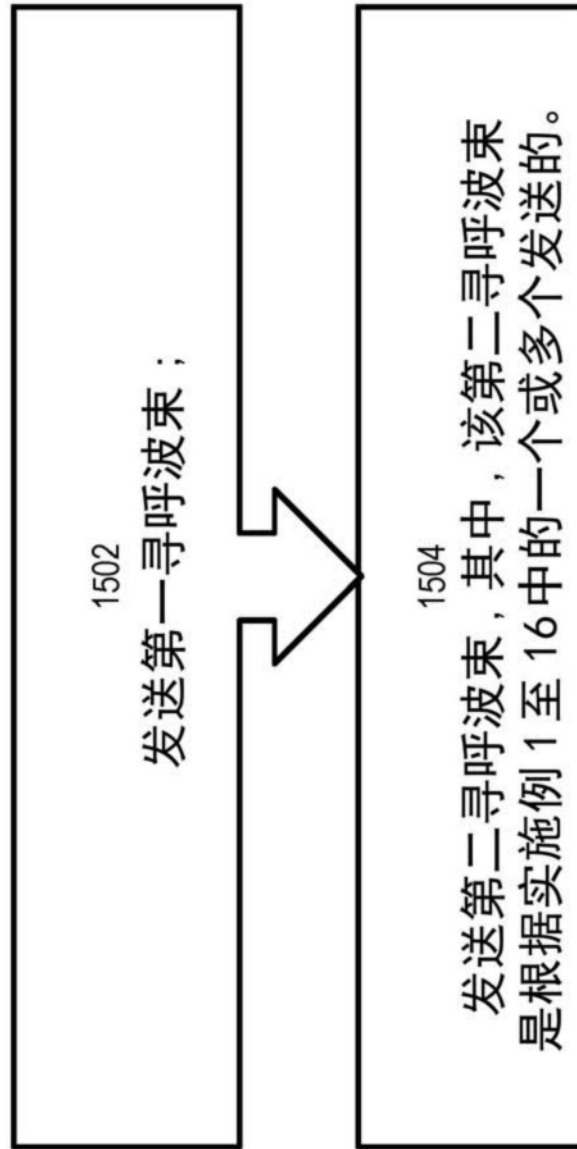 1502
发送第一寻呼波束；
1504
发送第二寻呼波束，其中，该第二寻呼波束
是根据实施例 1 至 16 中的一个或多个发送的。